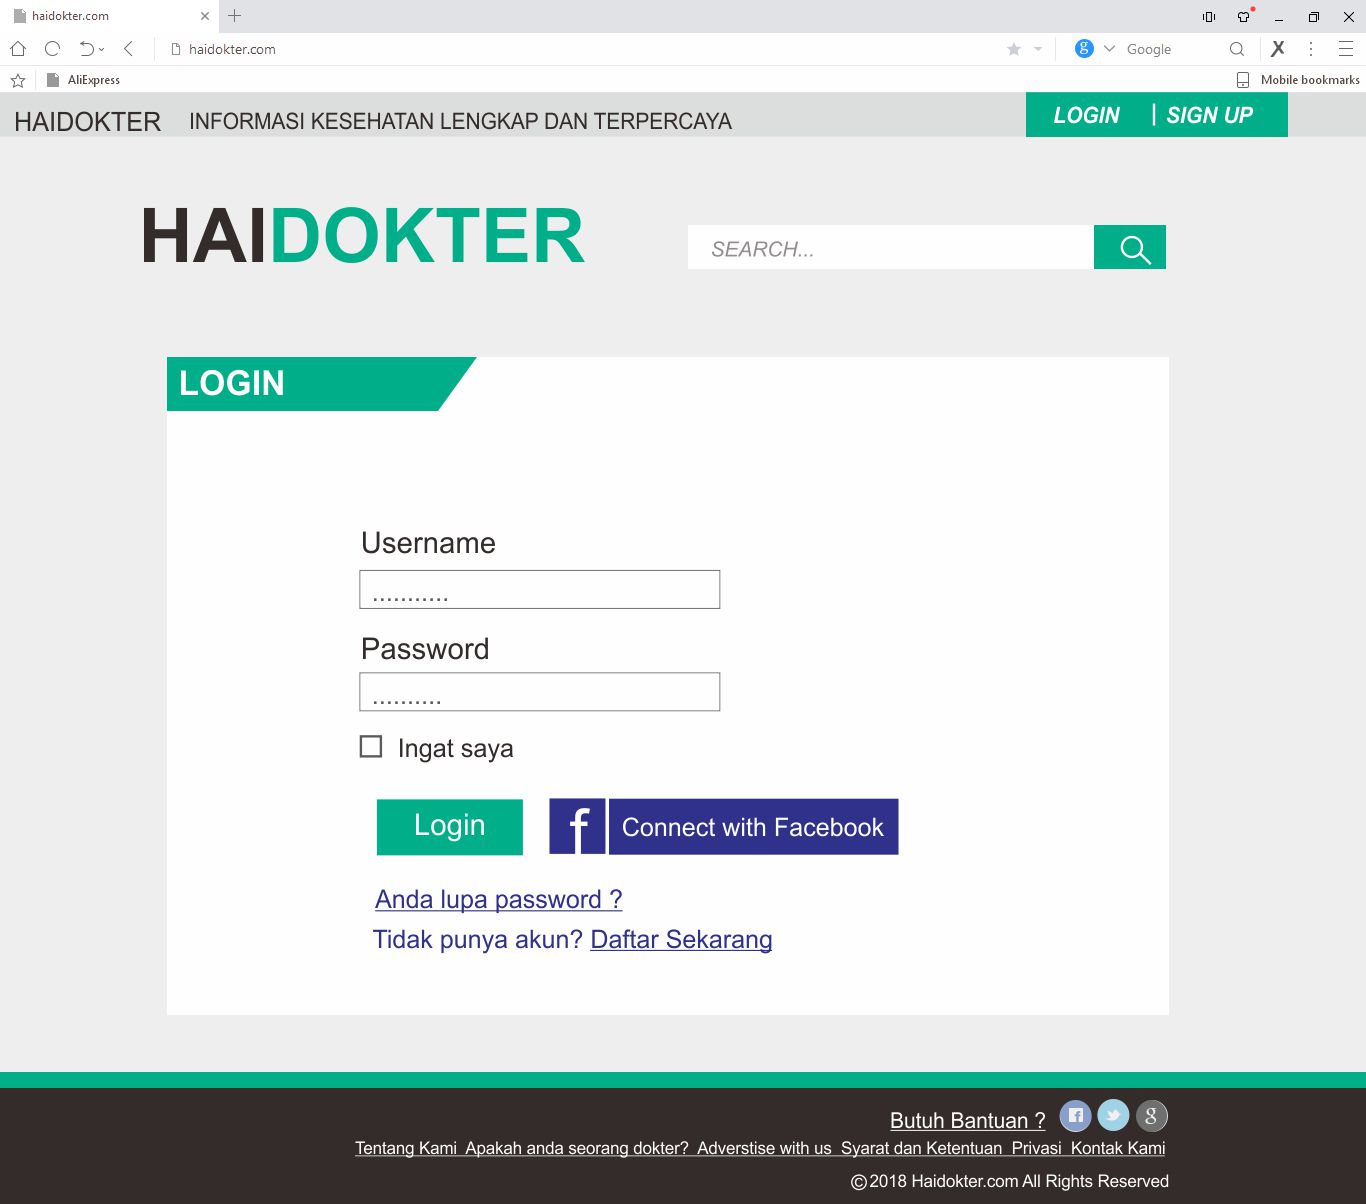 haidokter.com
haidokter.com
Google
AliExpress
Mobile bookmarks
HAIDOKTER INFORMASI KESEHATAN LENGKAP DAN TERPERCAYA
LOGIN | SIGN UP
HAIDOKTER
SEARCH...
LOGIN
Username
...........
Password
..........
Ingat saya
Login
f Connect with Facebook
Anda lupa password ?
Tidak punya akun? Daftar Sekarang
Butuh Bantuan ?
Tentang Kami Apakah anda seorang dokter? Adverstise with us Syarat dan Ketentuan Privasi Kontak Kami
©2018 Haidokter.com All Rights Reserved